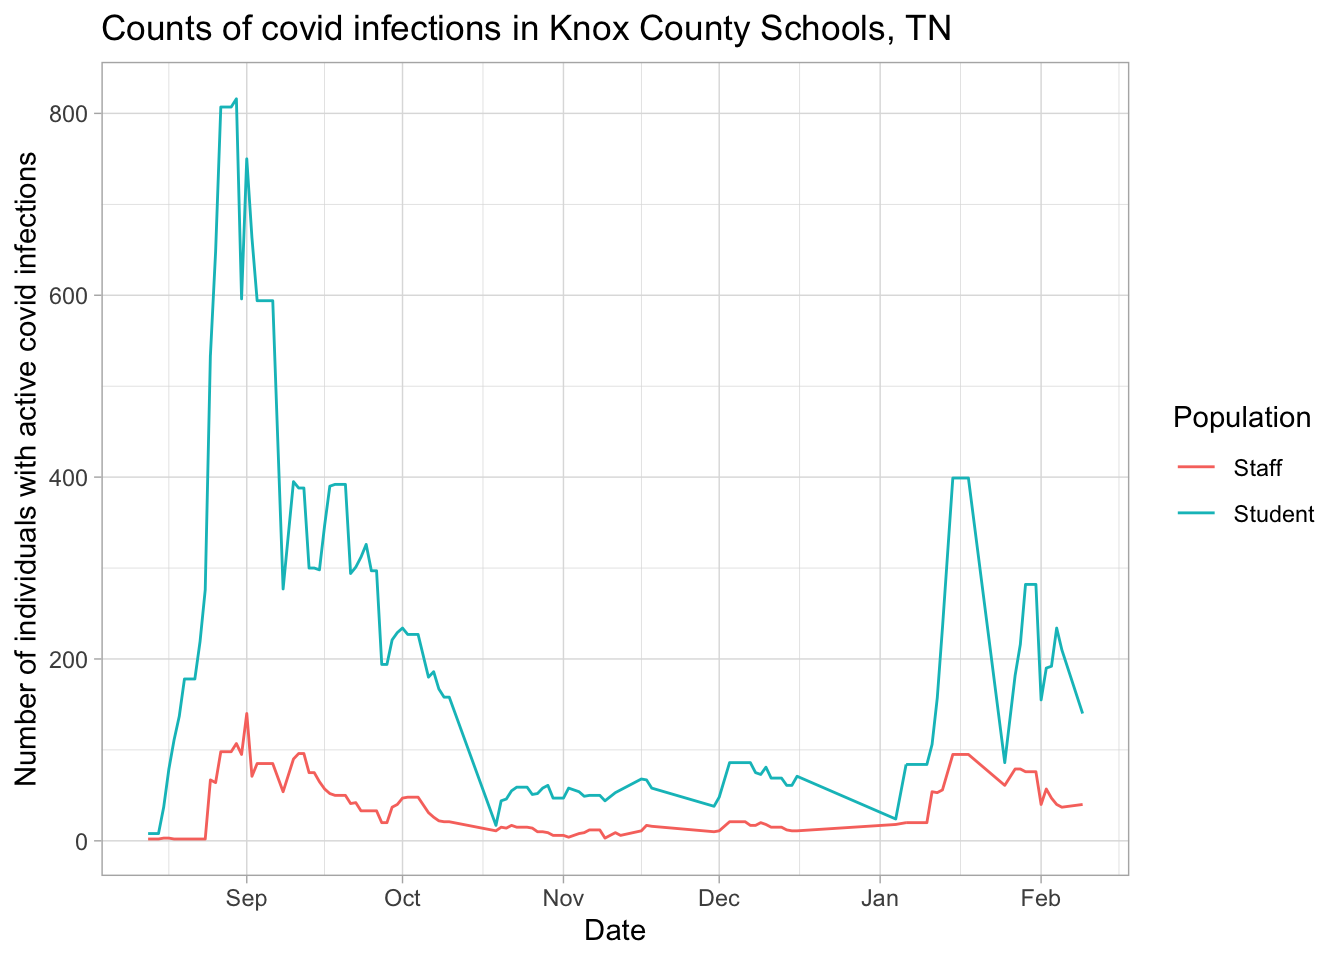 Counts of covid infections in Knox County Schools, TN
Number of individuals with active covid infections
800
600
400
200
0
Sep Oct Nov Dec Jan Feb
Date
Population
Staff
Student